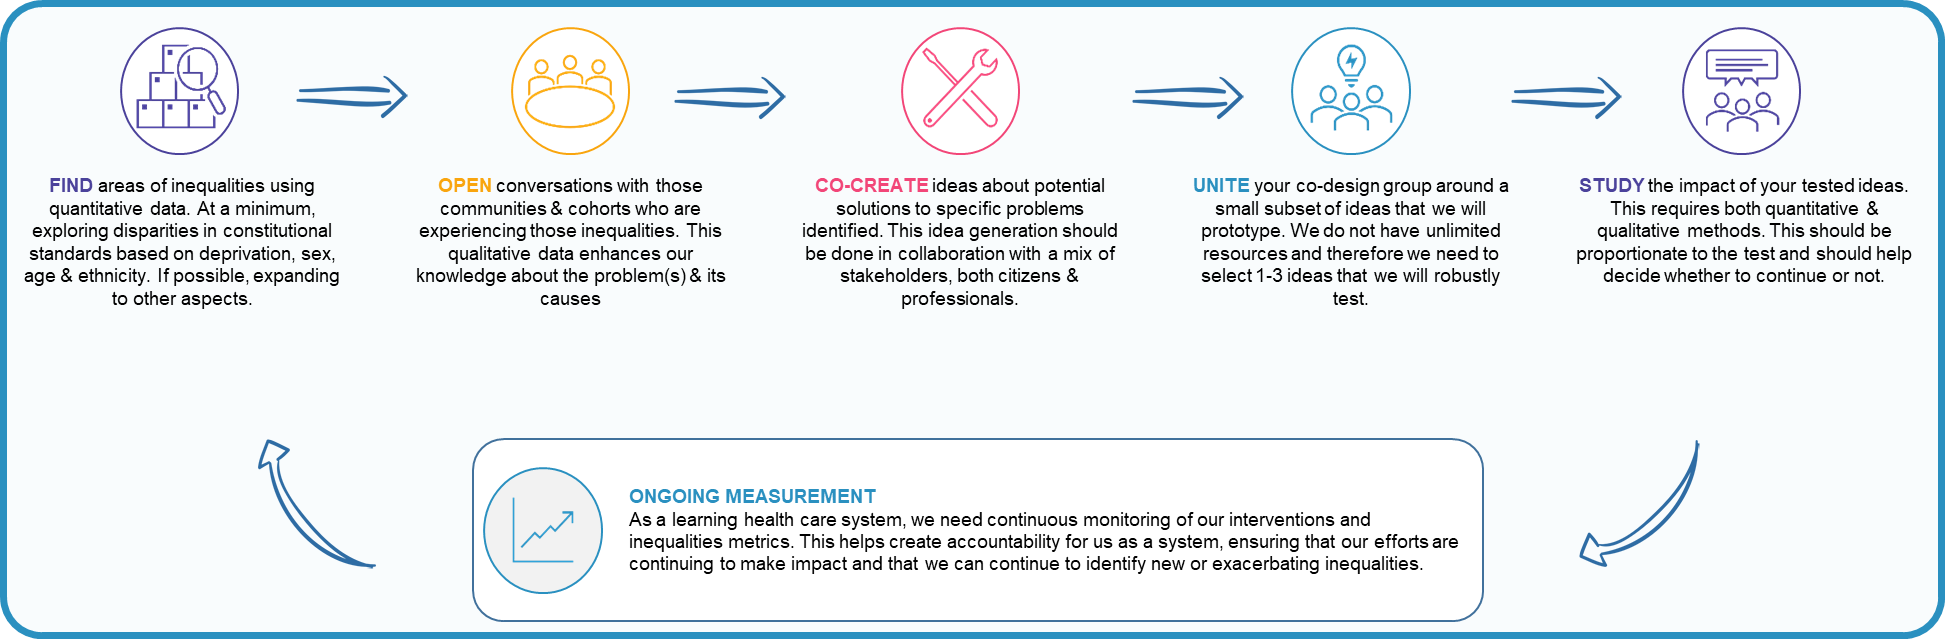 FIND areas of inequalities using
quantitative data. At a minimum,
exploring disparities in constitutional
standards based on deprivation, sex,
age & ethnicity. If possible, expanding
to other aspects.
OPEN conversations with those
communities & cohorts who are
experiencing those inequalities. This
qualitative data enhances our
knowledge about the problem(s) & its
causes
CO-CREATE ideas about potential
solutions to specific problems
identified. This idea generation should
be done in collaboration with a mix of
stakeholders, both citizens &
professionals.
UNITE your co-design group around a
small subset of ideas that we will
prototype. We do not have unlimited
resources and therefore we need to
select 1-3 ideas that we will robustly
test.
STUDY the impact of your tested ideas.
This requires both quantitative &
qualitative methods. This should be
proportionate to the test and should help
decide whether to continue or not.
ONGOING MEASUREMENT
As a learning health care system, we need continuous monitoring of our interventions and
inequalities metrics. This helps create accountability for us as a system, ensuring that our efforts are
continuing to make impact and that we can continue to identify new or exacerbating inequalities.